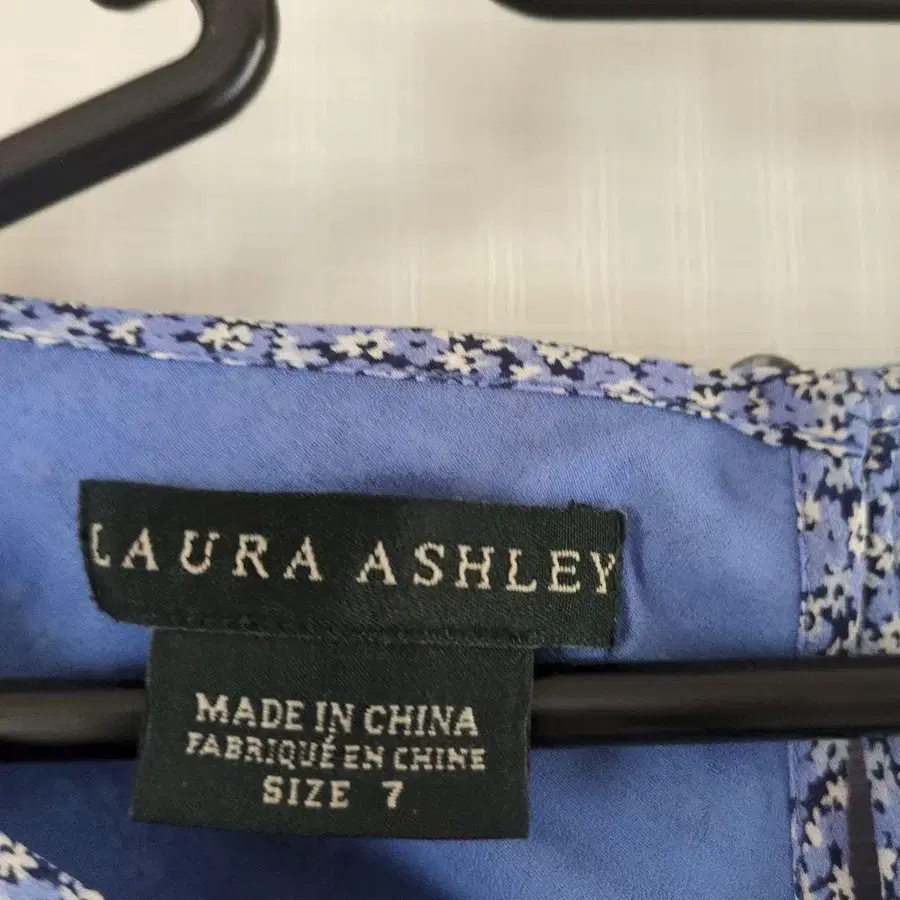 LAURA ASHLEY
MADE IN CHINA
FABRIQUÉ EN CHINE
SIZE 7